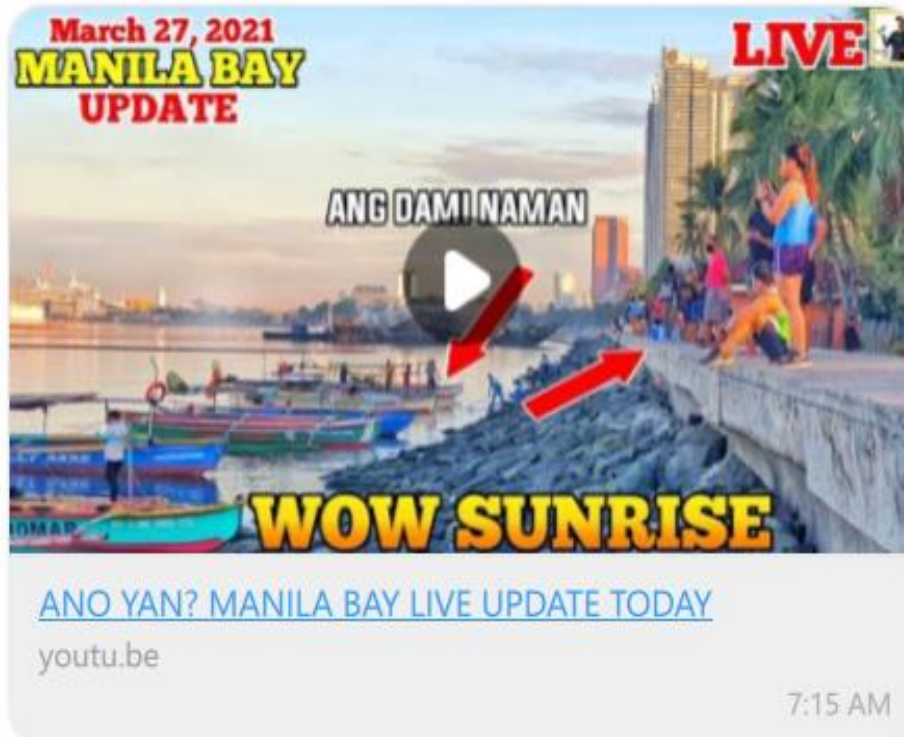 March 27, 2021
MANILA BAY
UPDATE
LIVE
ANG DAMI NAMAN
WOW SUNRISE
ANO YAN? MANILA BAY LIVE UPDATE TODAY
youtu.be
7:15 AM